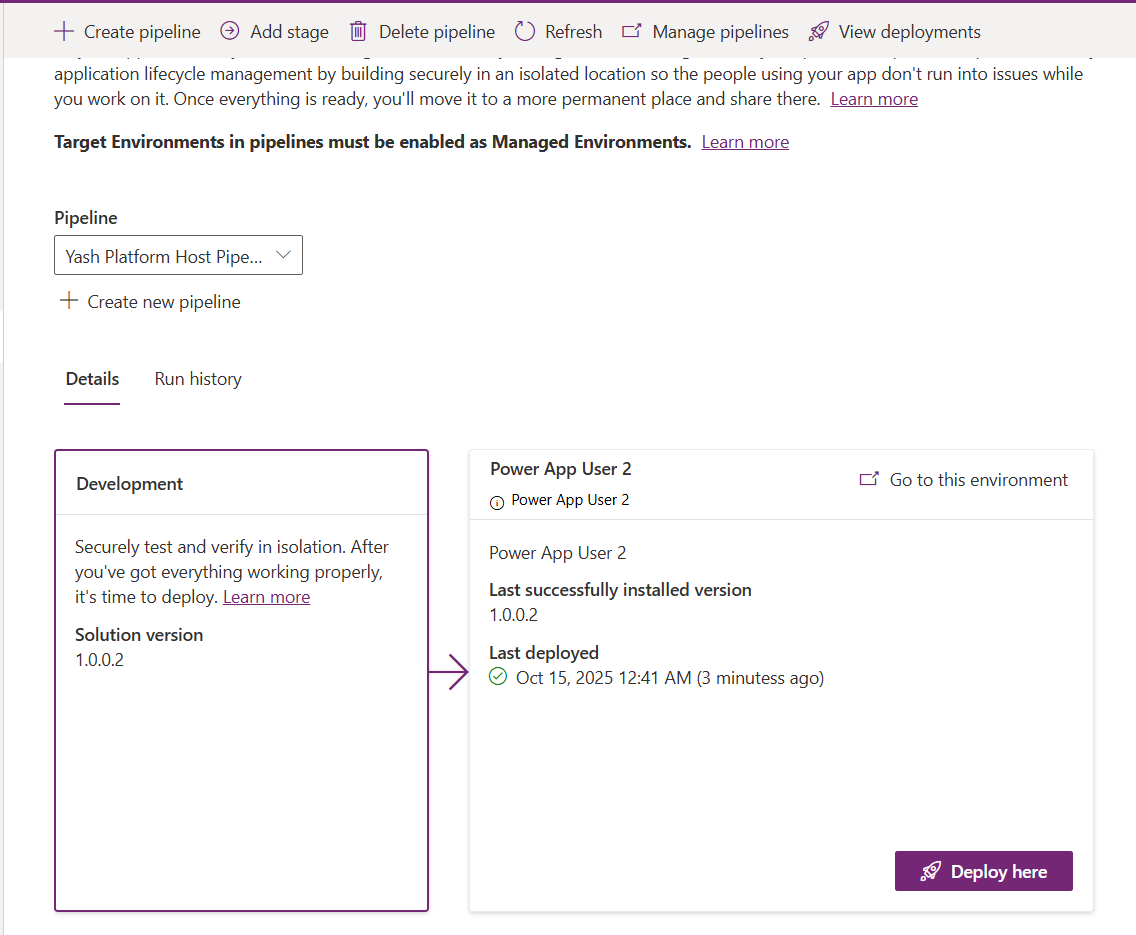 Create pipeline Add stage Delete pipeline Refresh Manage pipelines View deployments
application lifecycle management by building securely in an isolated location so the people using your app don't run into issues while
you work on it. Once everything is ready, you'll move it to a more permanent place and share there. Learn more
Target Environments in pipelines must be enabled as Managed Environments. Learn more
Pipeline
Yash Platform Host Pipe...
Create new pipeline
Details Run history
Development
Securely test and verify in isolation. After
you've got everything working properly,
it's time to deploy. Learn more
Solution version
1.0.0.2
Power App User 2
Power App User 2
Go to this environment
Power App User 2
Last successfully installed version
1.0.0.2
Last deployed
Oct 15, 2025 12:41 AM (3 minutess ago)
Deploy here